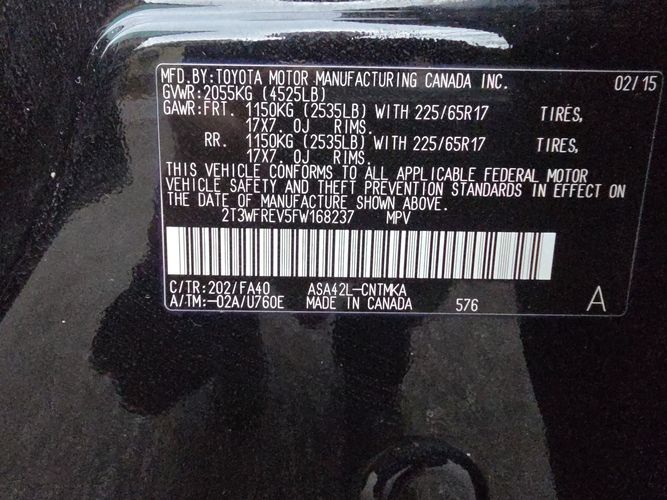 MFD.BY:TOYOTA MOTOR MANUFACTURING CANADA INC. 02/15
GVWR:2055KG (4525LB)
GAWR:FRT. 1150KG (2535LB) WITH 225/65R17 TIRES,
17X7. 0J RIMS.
RR. 1150KG (2535LB) WITH 225/65R17 TIRES,
17X7. 0J RIMS.
THIS VEHICLE CONFORMS TO ALL APPLICABLE FEDERAL MOTOR
VEHICLE SAFETY AND THEFT PREVENTION STANDARDS IN EFFECT ON
THE DATE OF MANUFACTURE SHOWN ABOVE.
2T3WFREV5FW168237 MPV
C/TR:202/FA40 ASA42L-CNTMKA
A/TM:-02A/U760E MADE IN CANADA 576 A